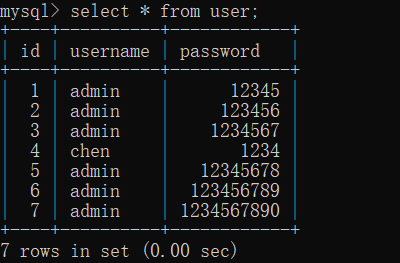 mysql> select * from user;
+----+----------+------------+
| id | username | password   |
+----+----------+------------+
|  1 | admin    |      12345 |
|  2 | admin    |     123456 |
|  3 | admin    |    1234567 |
|  4 | chen     |       1234 |
|  5 | admin    |   12345678 |
|  6 | admin    |  123456789 |
|  7 | admin    | 1234567890 |
+----+----------+------------+
7 rows in set (0.00 sec)